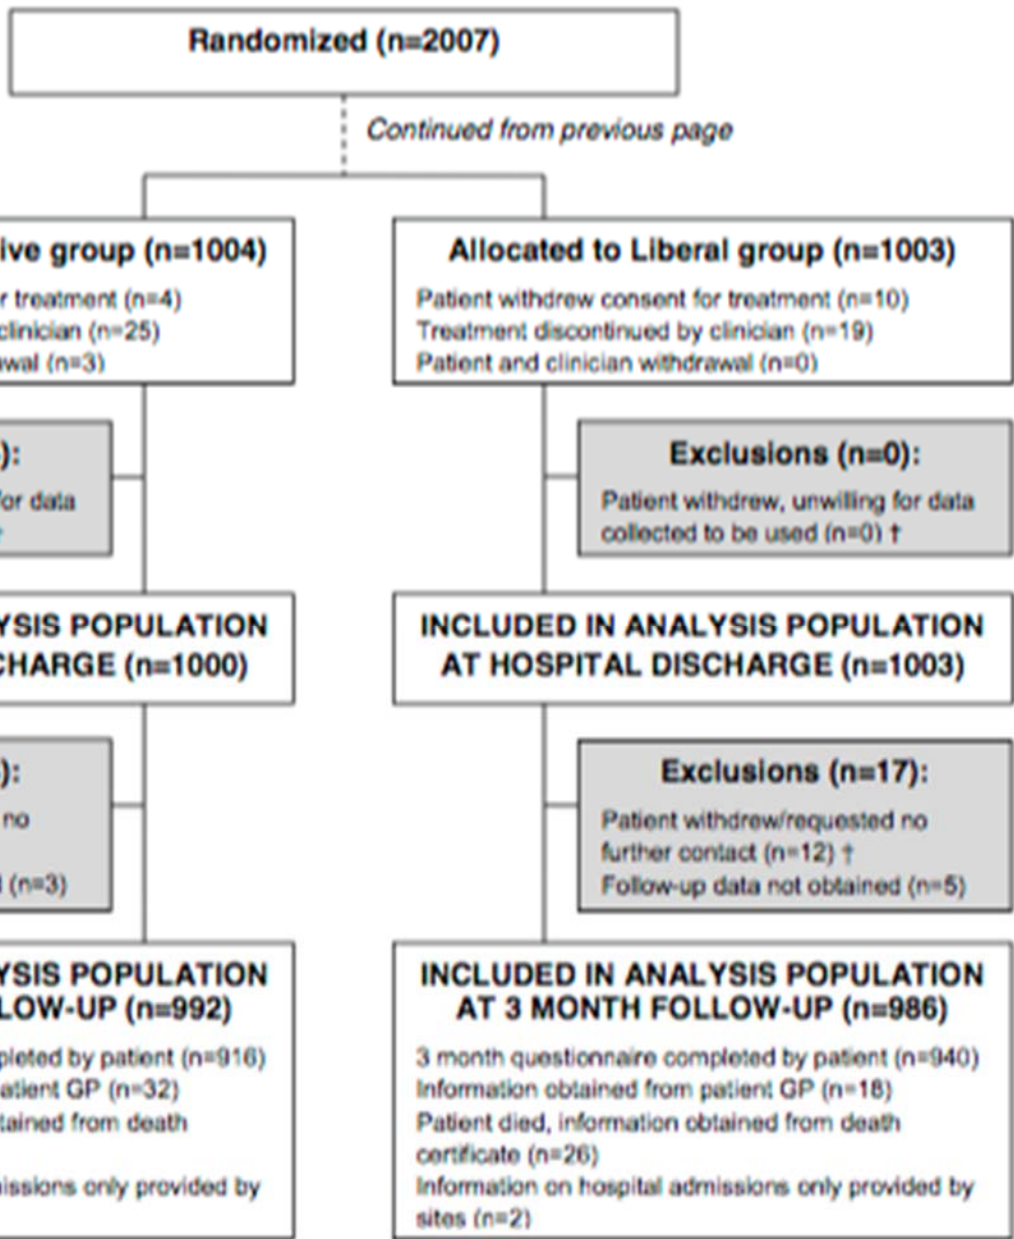 Randomized (n=2007)
Continued from previous page
ive group (n=1004)
r treatment (n=4)
clinician (n=25)
awal (n=3)
Allocated to Liberal group (n=1003)
Patient withdrew consent for treatment (n=10)
Treatment discontinued by clinician (n=19)
Patient and clinician withdrawal (n=0)
):
for data
Exclusions (n=0):
Patient withdrew, unwilling for data
collected to be used (n=0) †
YSIS POPULATION
CHARGE (n=1000)
INCLUDED IN ANALYSIS POPULATION
AT HOSPITAL DISCHARGE (n=1003)
):
no
(n=3)
Exclusions (n=17):
Patient withdrew/requested no
further contact (n=12) †
Follow-up data not obtained (n=5)
YSIS POPULATION
LOW-UP (n=992)
pleted by patient (n=916)
atient GP (n=32)
tained from death
issions only provided by
INCLUDED IN ANALYSIS POPULATION
AT 3 MONTH FOLLOW-UP (n=986)
3 month questionnaire completed by patient (n=940)
Information obtained from patient GP (n=18)
Patient died, information obtained from death
certificate (n=26)
Information on hospital admissions only provided by
sites (n=2)